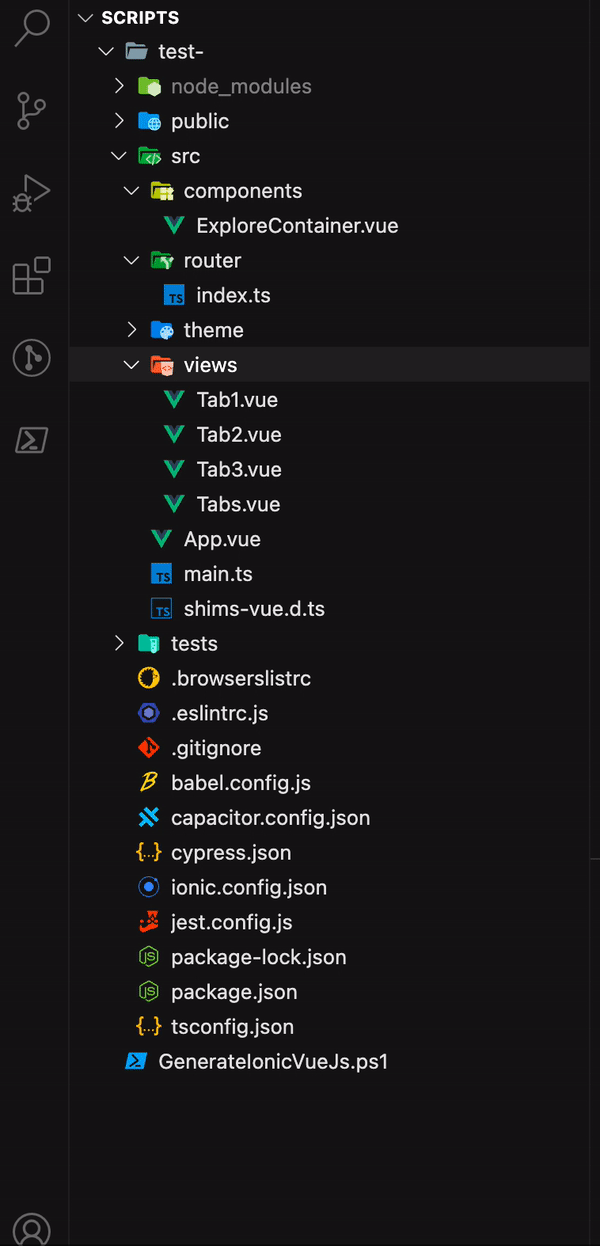 SCRIPTS
test-
node_modules
public
src
components
ExploreContainer.vue
router
TS index.ts
theme
views
Tab1.vue
Tab2.vue
Tab3.vue
Tabs.vue
App.vue
TS main.ts
TS shims-vue.d.ts
tests
.browserslistrc
.eslintrc.js
.gitignore
babel.config.js
capacitor.config.json
{..} cypress.json
ionic.config.json
jest.config.js
JS package-lock.json
JS package.json
{..} tsconfig.json
GenerateIonicVueJs.ps1